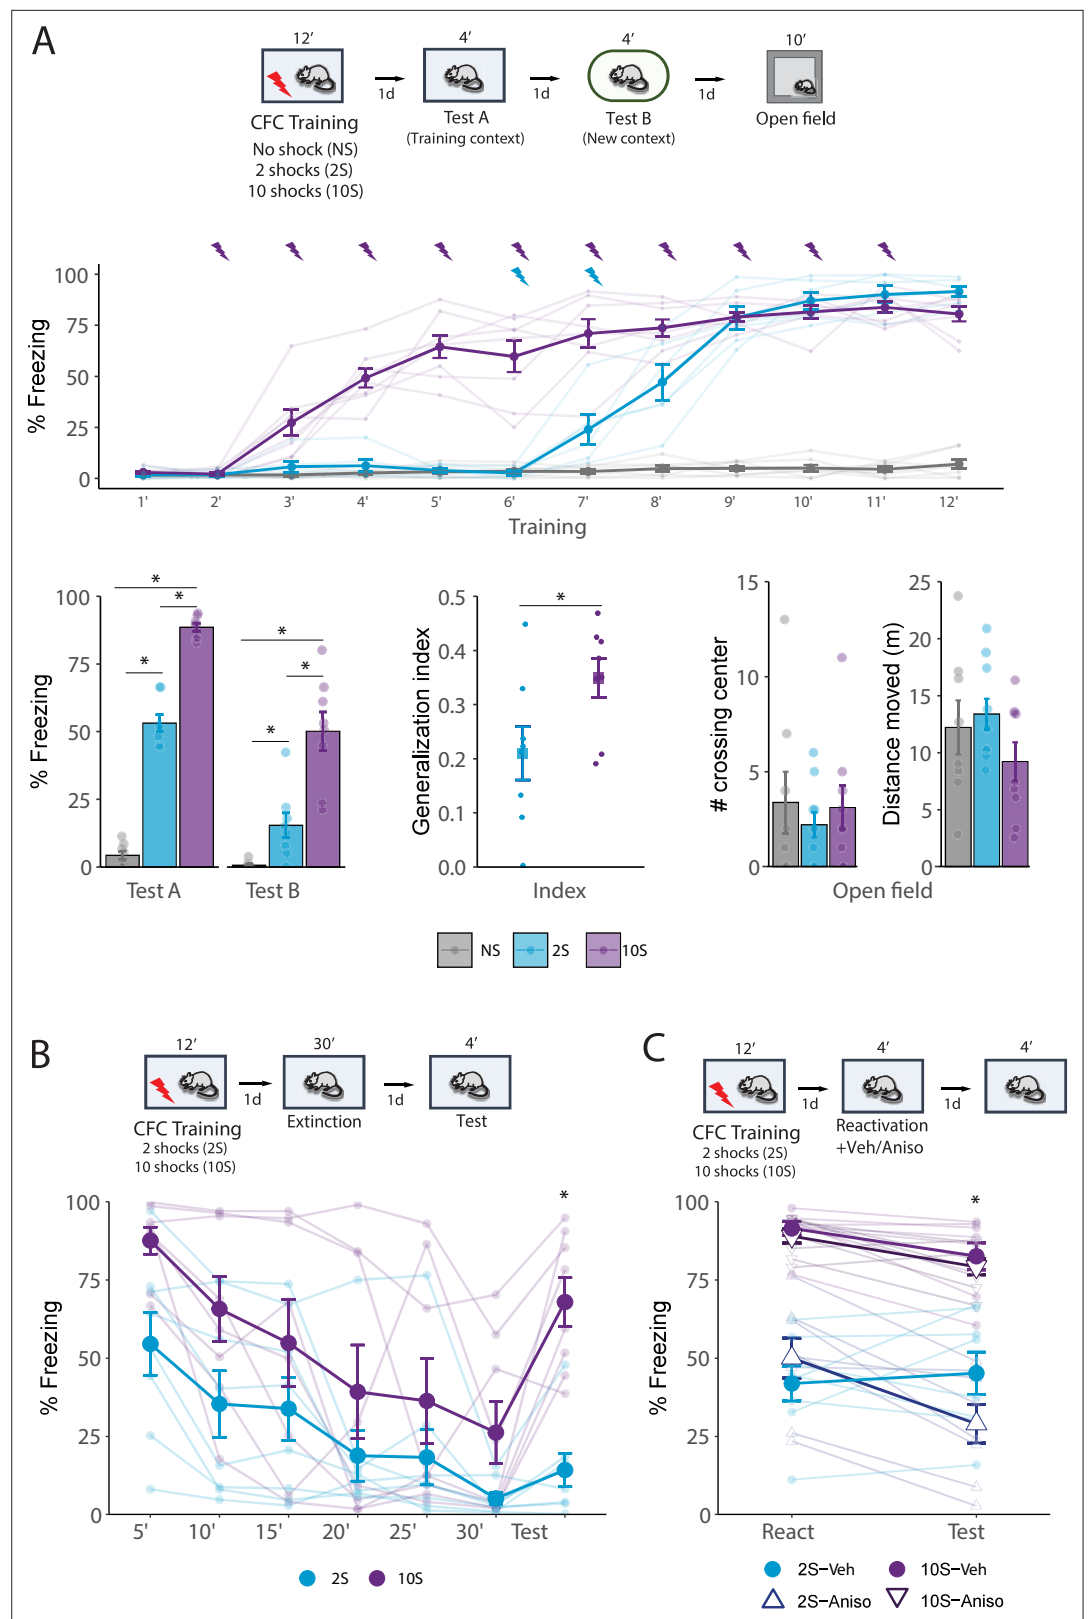 A
12' 4' 4' 10'
1d 1d 1d
CFC Training
No shock (NS)
2 shocks (2S)
10 shocks (10S)
Test A
(Training context)
Test B
(New context)
Open field
% Freezing
100
75
50
25
0
1' 2' 3' 4' 5' 6' 7' 8' 9' 10' 11' 12'
Training
% Freezing
100
75
50
25
0
* * *
* * *
Test A Test B
Generalization index
0.5
0.4
0.3
0.2
0.1
0.0
*
Index
# crossing center
15
10
5
0
Distance moved (m)
25
20
15
10
5
0
Open field
NS 2S 10S
B
12' 30' 4'
1d 1d
CFC Training
2 shocks (2S)
10 shocks (10S)
Extinction
Test
% Freezing
100
75
50
25
0
*
5' 10' 15' 20' 25' 30' Test
2S 10S
C
12' 4' 4'
1d 1d
CFC Training
2 shocks (2S)
10 shocks (10S)
Reactivation
+Veh/Aniso
% Freezing
100
75
50
25
0
*
React Test
2S–Veh 10S–Veh
2S–Aniso 10S–Aniso